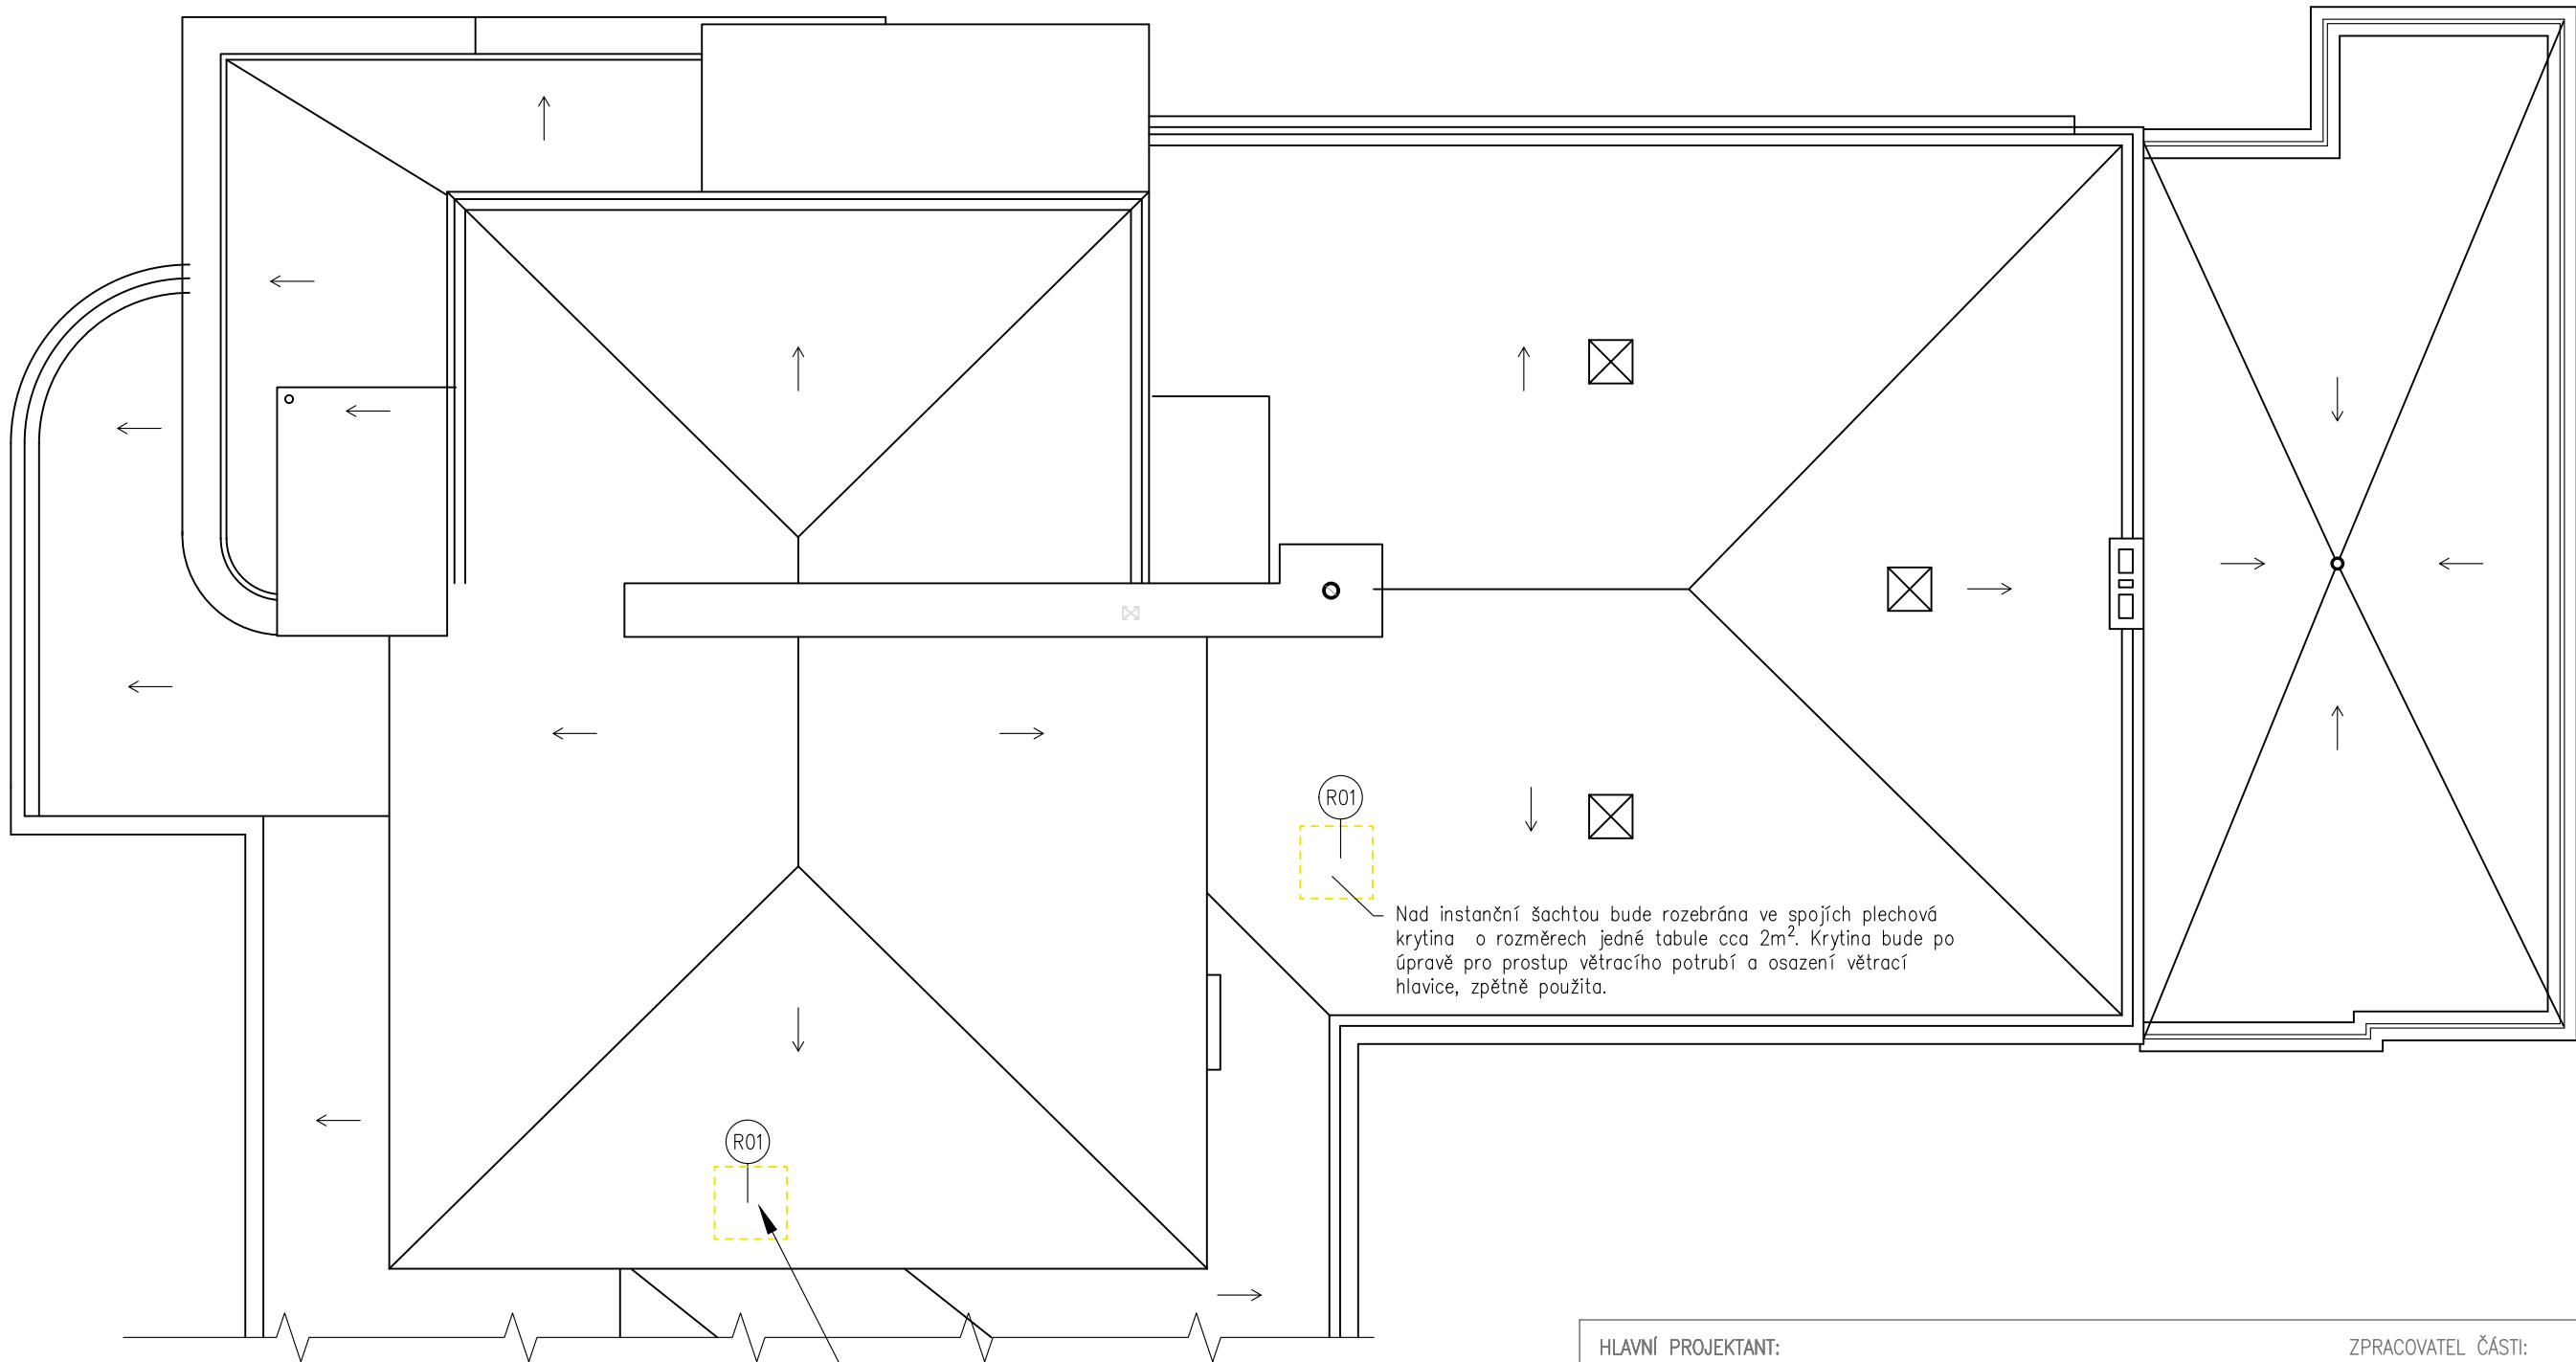 R01
Nad instanční šachtou bude rozebrána ve spojích plechová
krytina o rozměrech jedné tabule cca 2m². Krytina bude po
úpravě pro prostup větracího potrubí a osazení větrací
hlavice, zpětně použita.
R01
HLAVNÍ PROJEKTANT:
ZPRACOVATEL ČÁSTI: